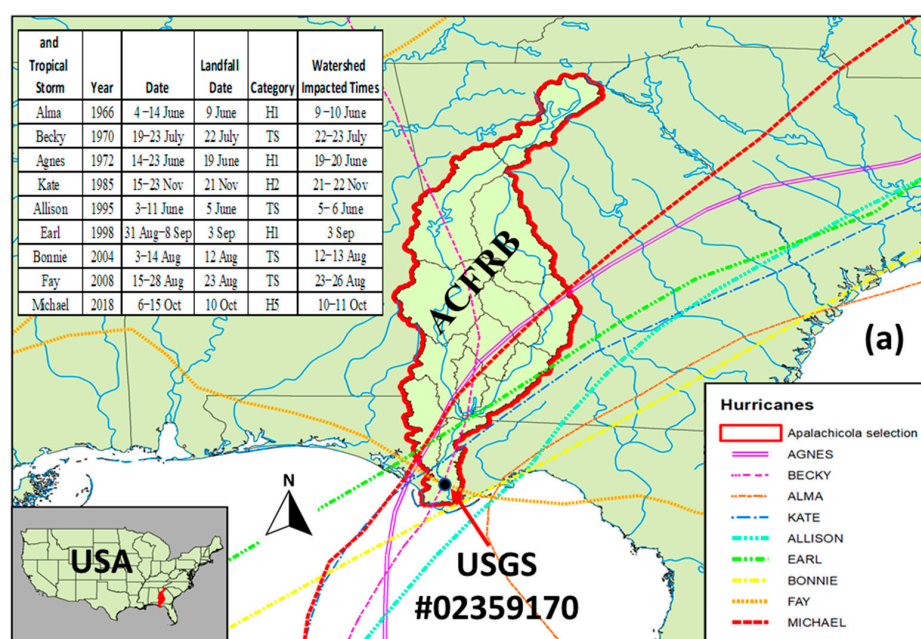 and
Tropical Landfall Watershed
Storm Year Date Date Category Impacted Times
Alma 1966 4–14 June 9 June H1 9–10 June
Becky 1970 19–23 July 22 July TS 22–23 July
Agnes 1972 14–23 June 19 June H1 19–20 June
Kate 1985 15–23 Nov 21 Nov H2 21–22 Nov
Allison 1995 3–11 June 5 June TS 5–6 June
Earl 1998 31 Aug–8 Sep 3 Sep H1 3 Sep
Bonnie 2004 3–14 Aug 12 Aug TS 12–13 Aug
Fay 2008 15–28 Aug 23 Aug TS 23–26 Aug
Michael 2018 6–15 Oct 10 Oct H5 10–11 Oct
ACFRB
(a)
Hurricanes
Apalachicola selection
AGNES
BECKY
ALMA
KATE
ALLISON
EARL
BONNIE
FAY
MICHAEL
N
USA
USGS
#02359170